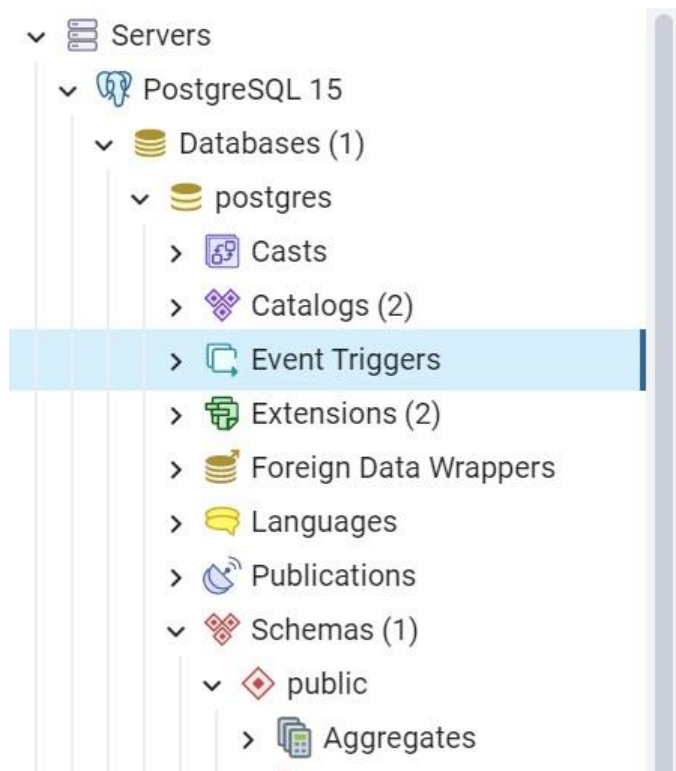 Servers
PostgreSQL 15
Databases (1)
postgres
Casts
Catalogs (2)
Event Triggers
Extensions (2)
Foreign Data Wrappers
Languages
Publications
Schemas (1)
public
Aggregates